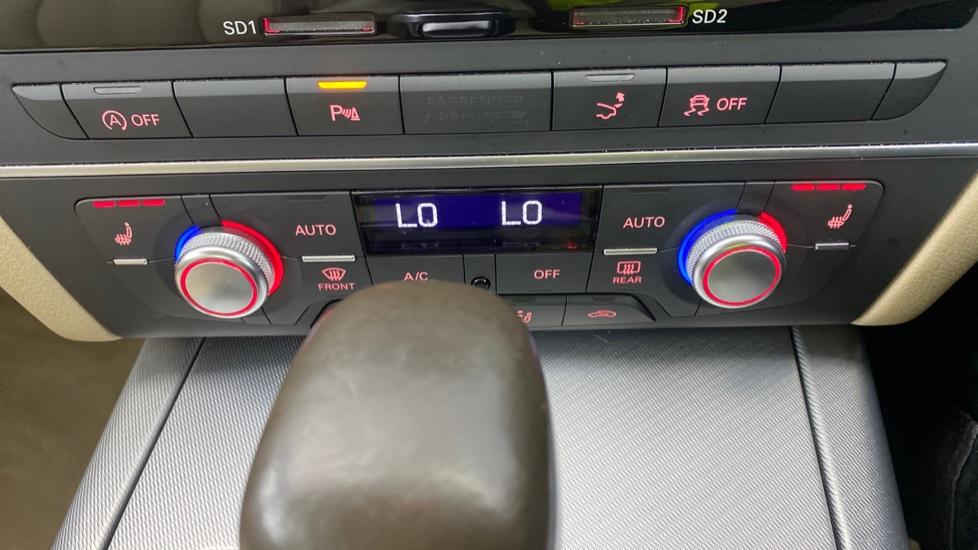 SD1 SD2
OFF P OFF
AUTO LO LO AUTO
FRONT A/C OFF REAR